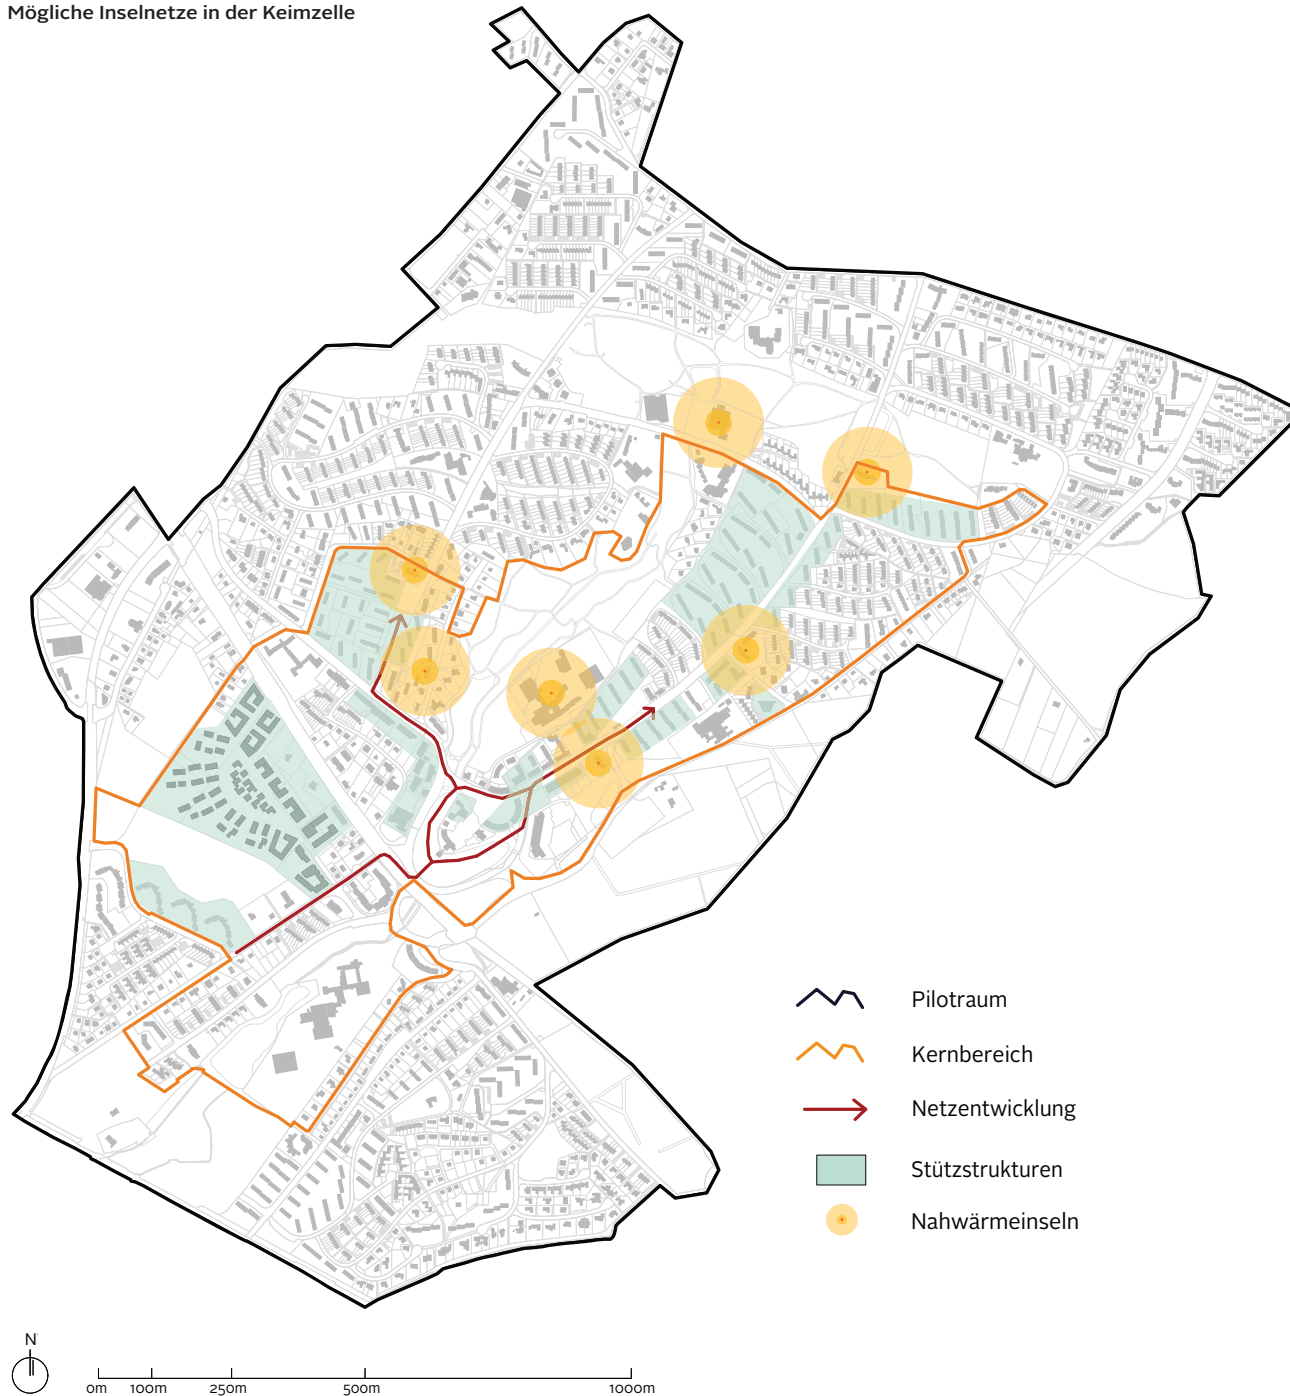 Mögliche Inselnetze in der Keimzelle
Pilotraum
Kernbereich
Netzentwicklung
Stützstrukturen
Nahwärmeinseln
N
0m 100m 250m 500m 1000m